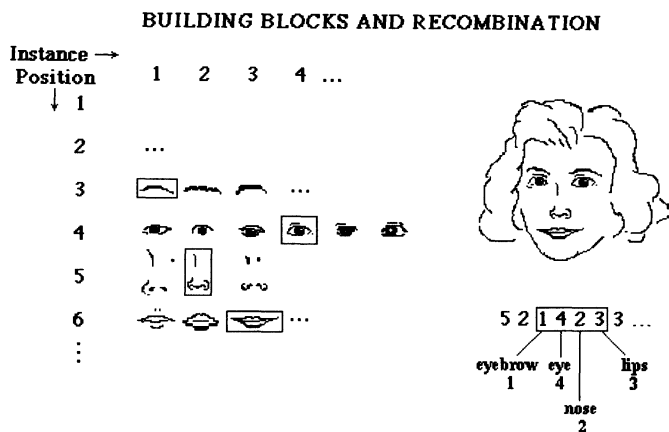 BUILDING BLOCKS AND RECOMBINATION
Instance →
Position 1 2 3 4 ...
↓ 1
2 ...
3 ...
4
5
6 ...
⋮
5 2 1 4 2 3 3 ...
eyebrow eye lips
1 4 3
nose
2